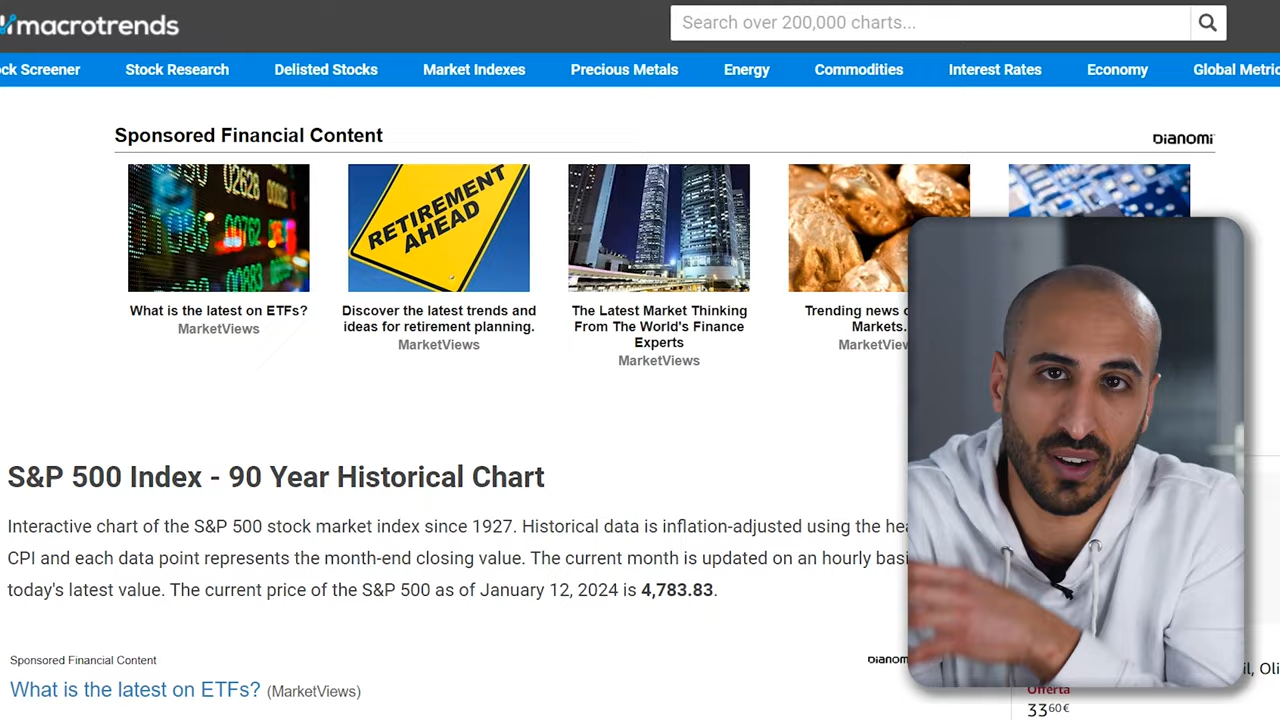 macrotrends
Search over 200,000 charts...
ck Screener
Stock Research
Delisted Stocks
Market Indexes
Precious Metals
Energy
Commodities
Interest Rates
Economy
Global Metric
Sponsored Financial Content
Dianomi
02628
00762
00883
RETIREMENT
AHEAD
What is the latest on ETFs?
MarketViews
Discover the latest trends and
ideas for retirement planning.
MarketViews
The Latest Market Thinking
From The World's Finance
Experts
MarketViews
Trending news o
Markets.
MarketView
S&P 500 Index - 90 Year Historical Chart
Interactive chart of the S&P 500 stock market index since 1927. Historical data is inflation-adjusted using the hea
CPI and each data point represents the month-end closing value. The current month is updated on an hourly basi
today's latest value. The current price of the S&P 500 as of January 12, 2024 is 4,783.83.
Sponsored Financial Content
Dianom
What is the latest on ETFs? (MarketViews)
il, Oli
Offerta
33,60€